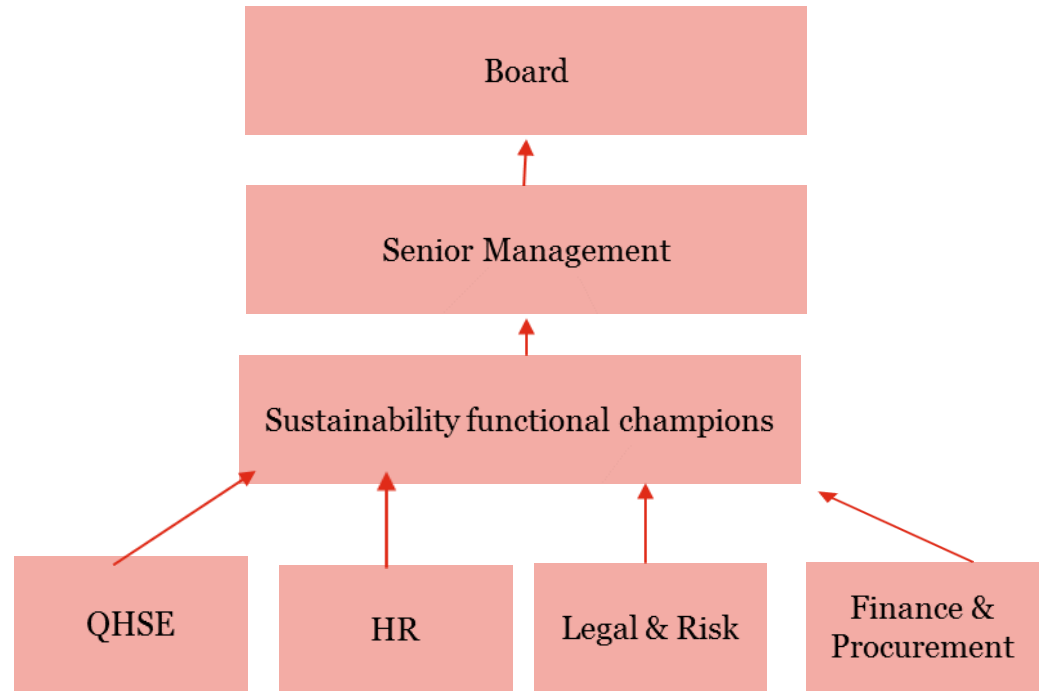 Board
Senior Management
Sustainability functional champions
QHSE
HR
Legal & Risk
Finance &
Procurement